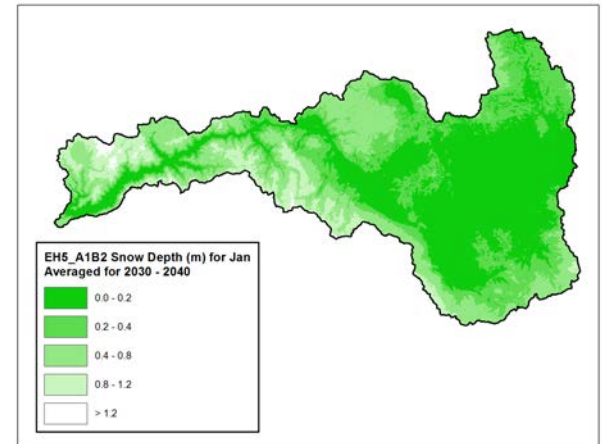 EH5_A1B2 Snow Depth (m) for Jan
Averaged for 2030 - 2040
0.0 - 0.2
0.2 - 0.4
0.4 - 0.8
0.8 - 1.2
> 1.2